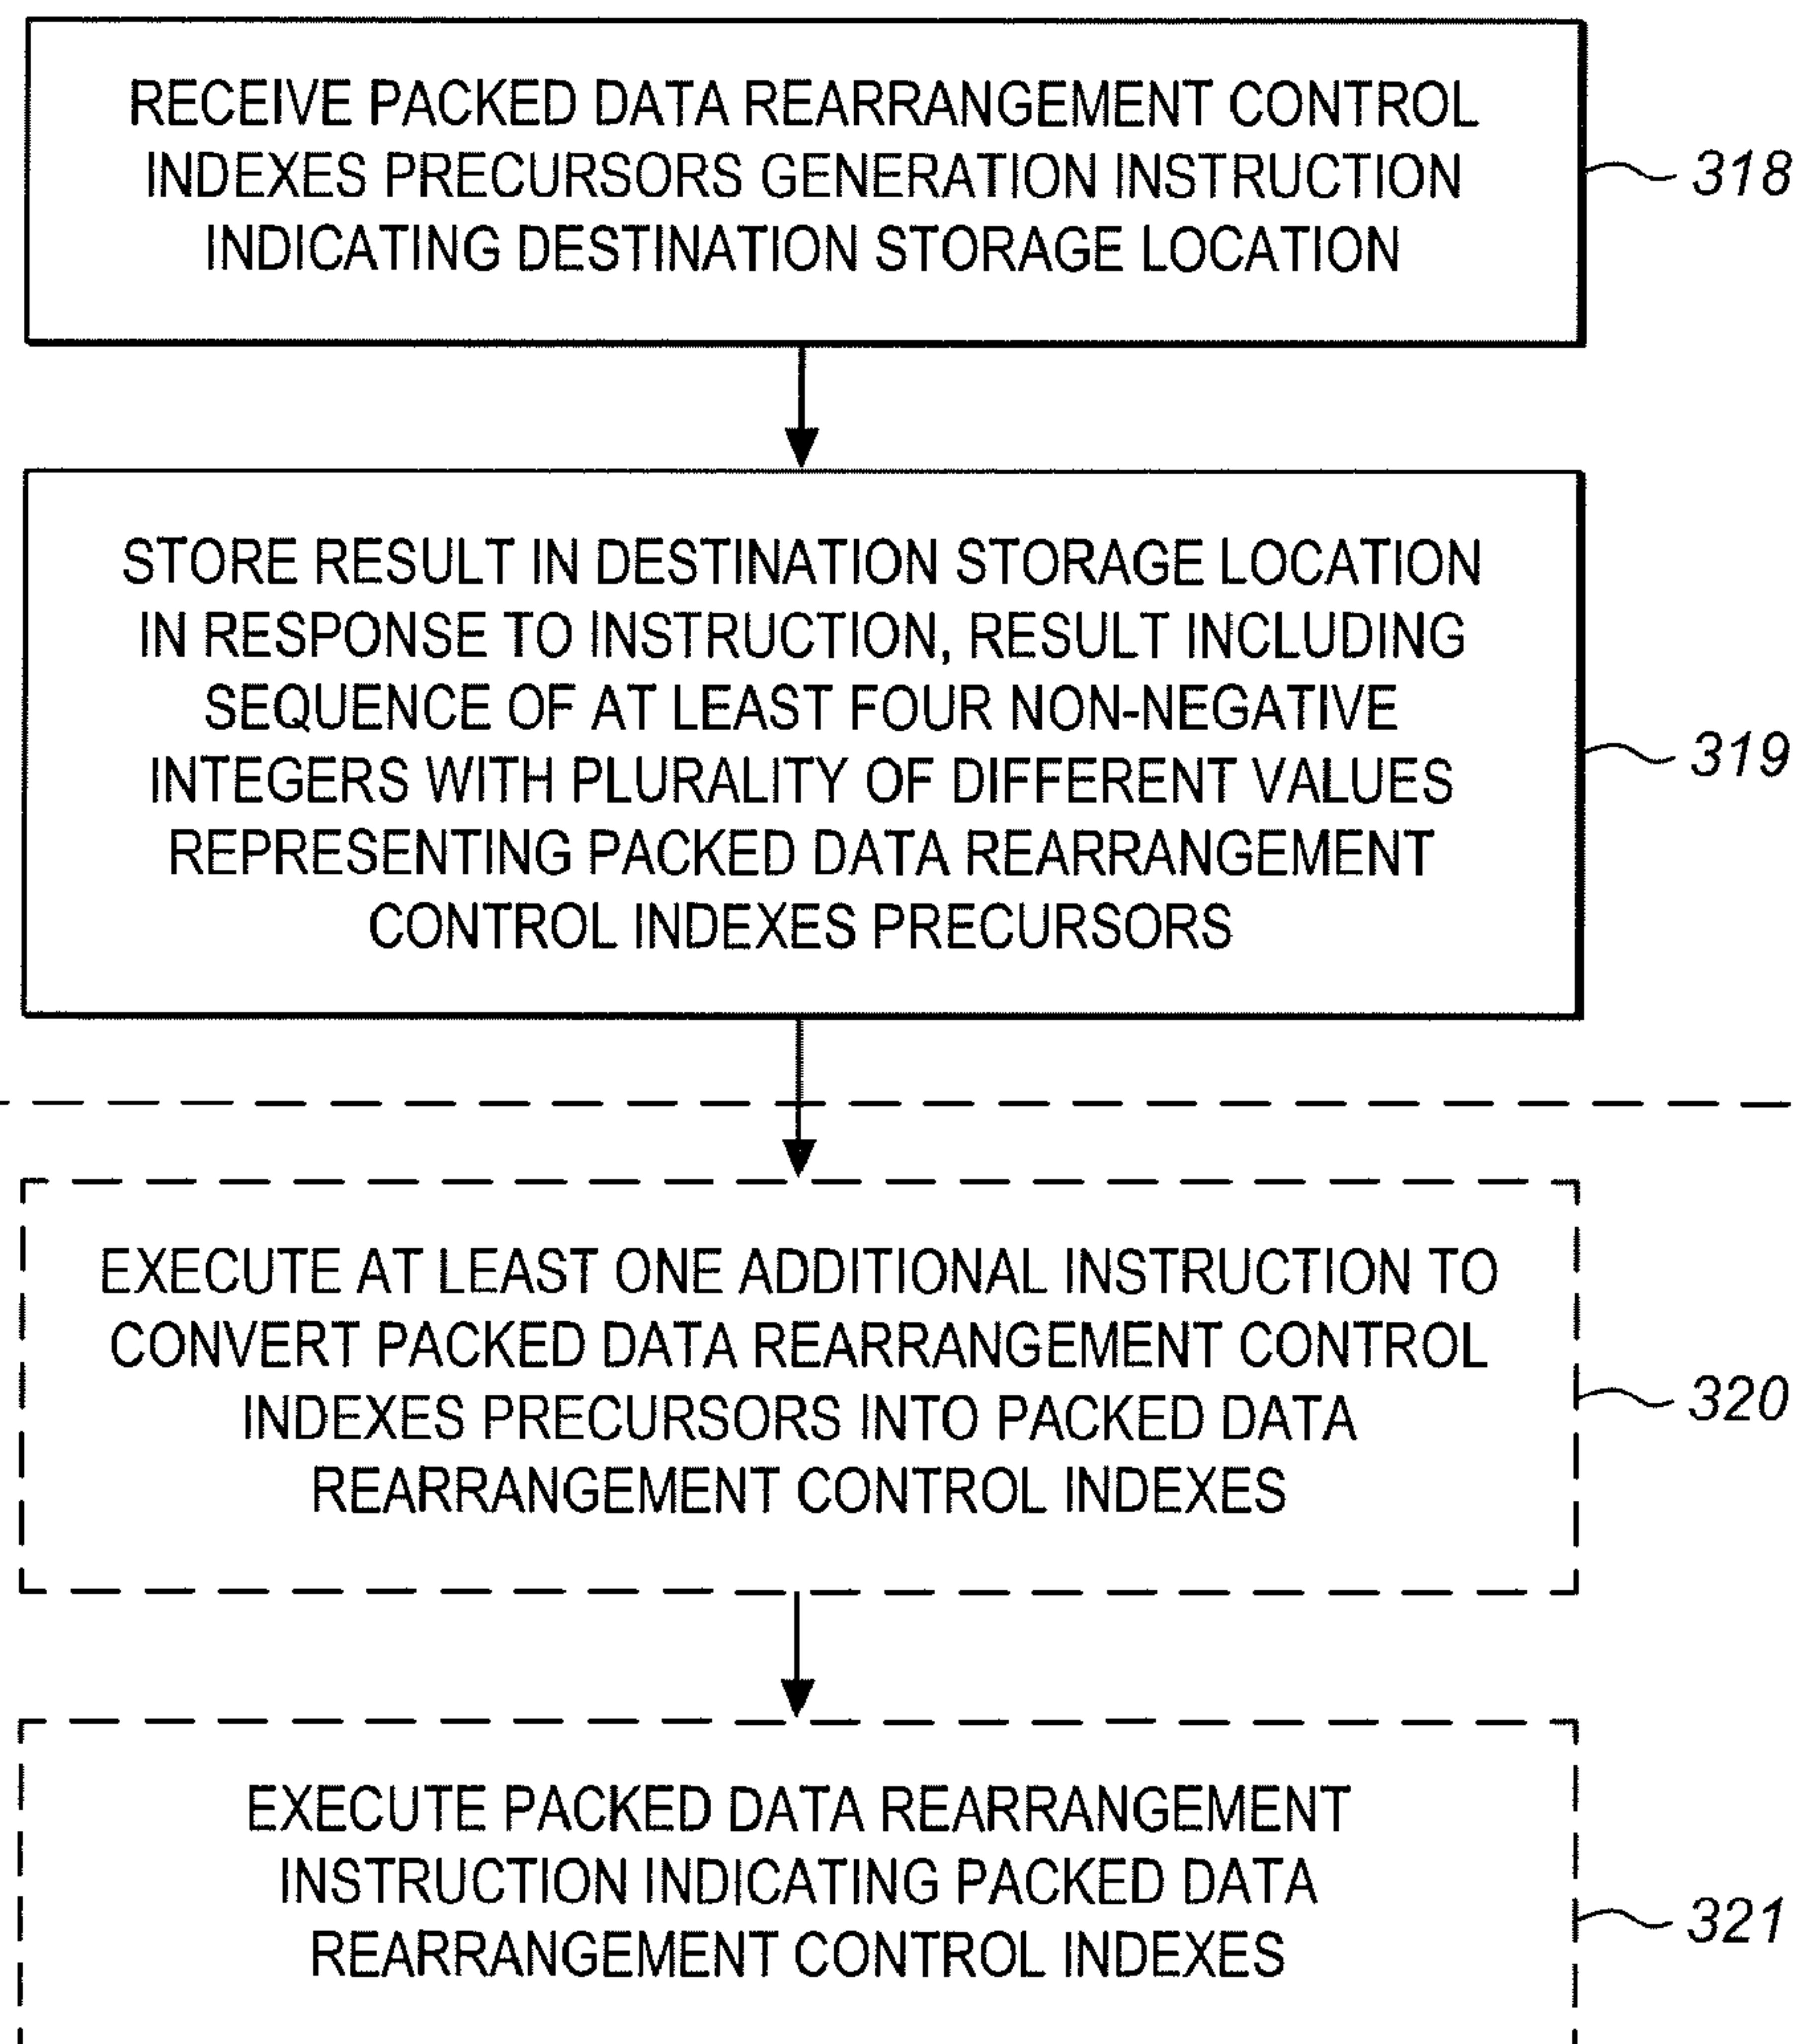 RECEIVE PACKED DATA REARRANGEMENT CONTROL
INDEXES PRECURSORS GENERATION INSTRUCTION
INDICATING DESTINATION STORAGE LOCATION
318
STORE RESULT IN DESTINATION STORAGE LOCATION
IN RESPONSE TO INSTRUCTION, RESULT INCLUDING
SEQUENCE OF AT LEAST FOUR NON-NEGATIVE
INTEGERS WITH PLURALITY OF DIFFERENT VALUES
REPRESENTING PACKED DATA REARRANGEMENT
CONTROL INDEXES PRECURSORS
319
EXECUTE AT LEAST ONE ADDITIONAL INSTRUCTION TO
CONVERT PACKED DATA REARRANGEMENT CONTROL
INDEXES PRECURSORS INTO PACKED DATA
REARRANGEMENT CONTROL INDEXES
320
EXECUTE PACKED DATA REARRANGEMENT
INSTRUCTION INDICATING PACKED DATA
REARRANGEMENT CONTROL INDEXES
321